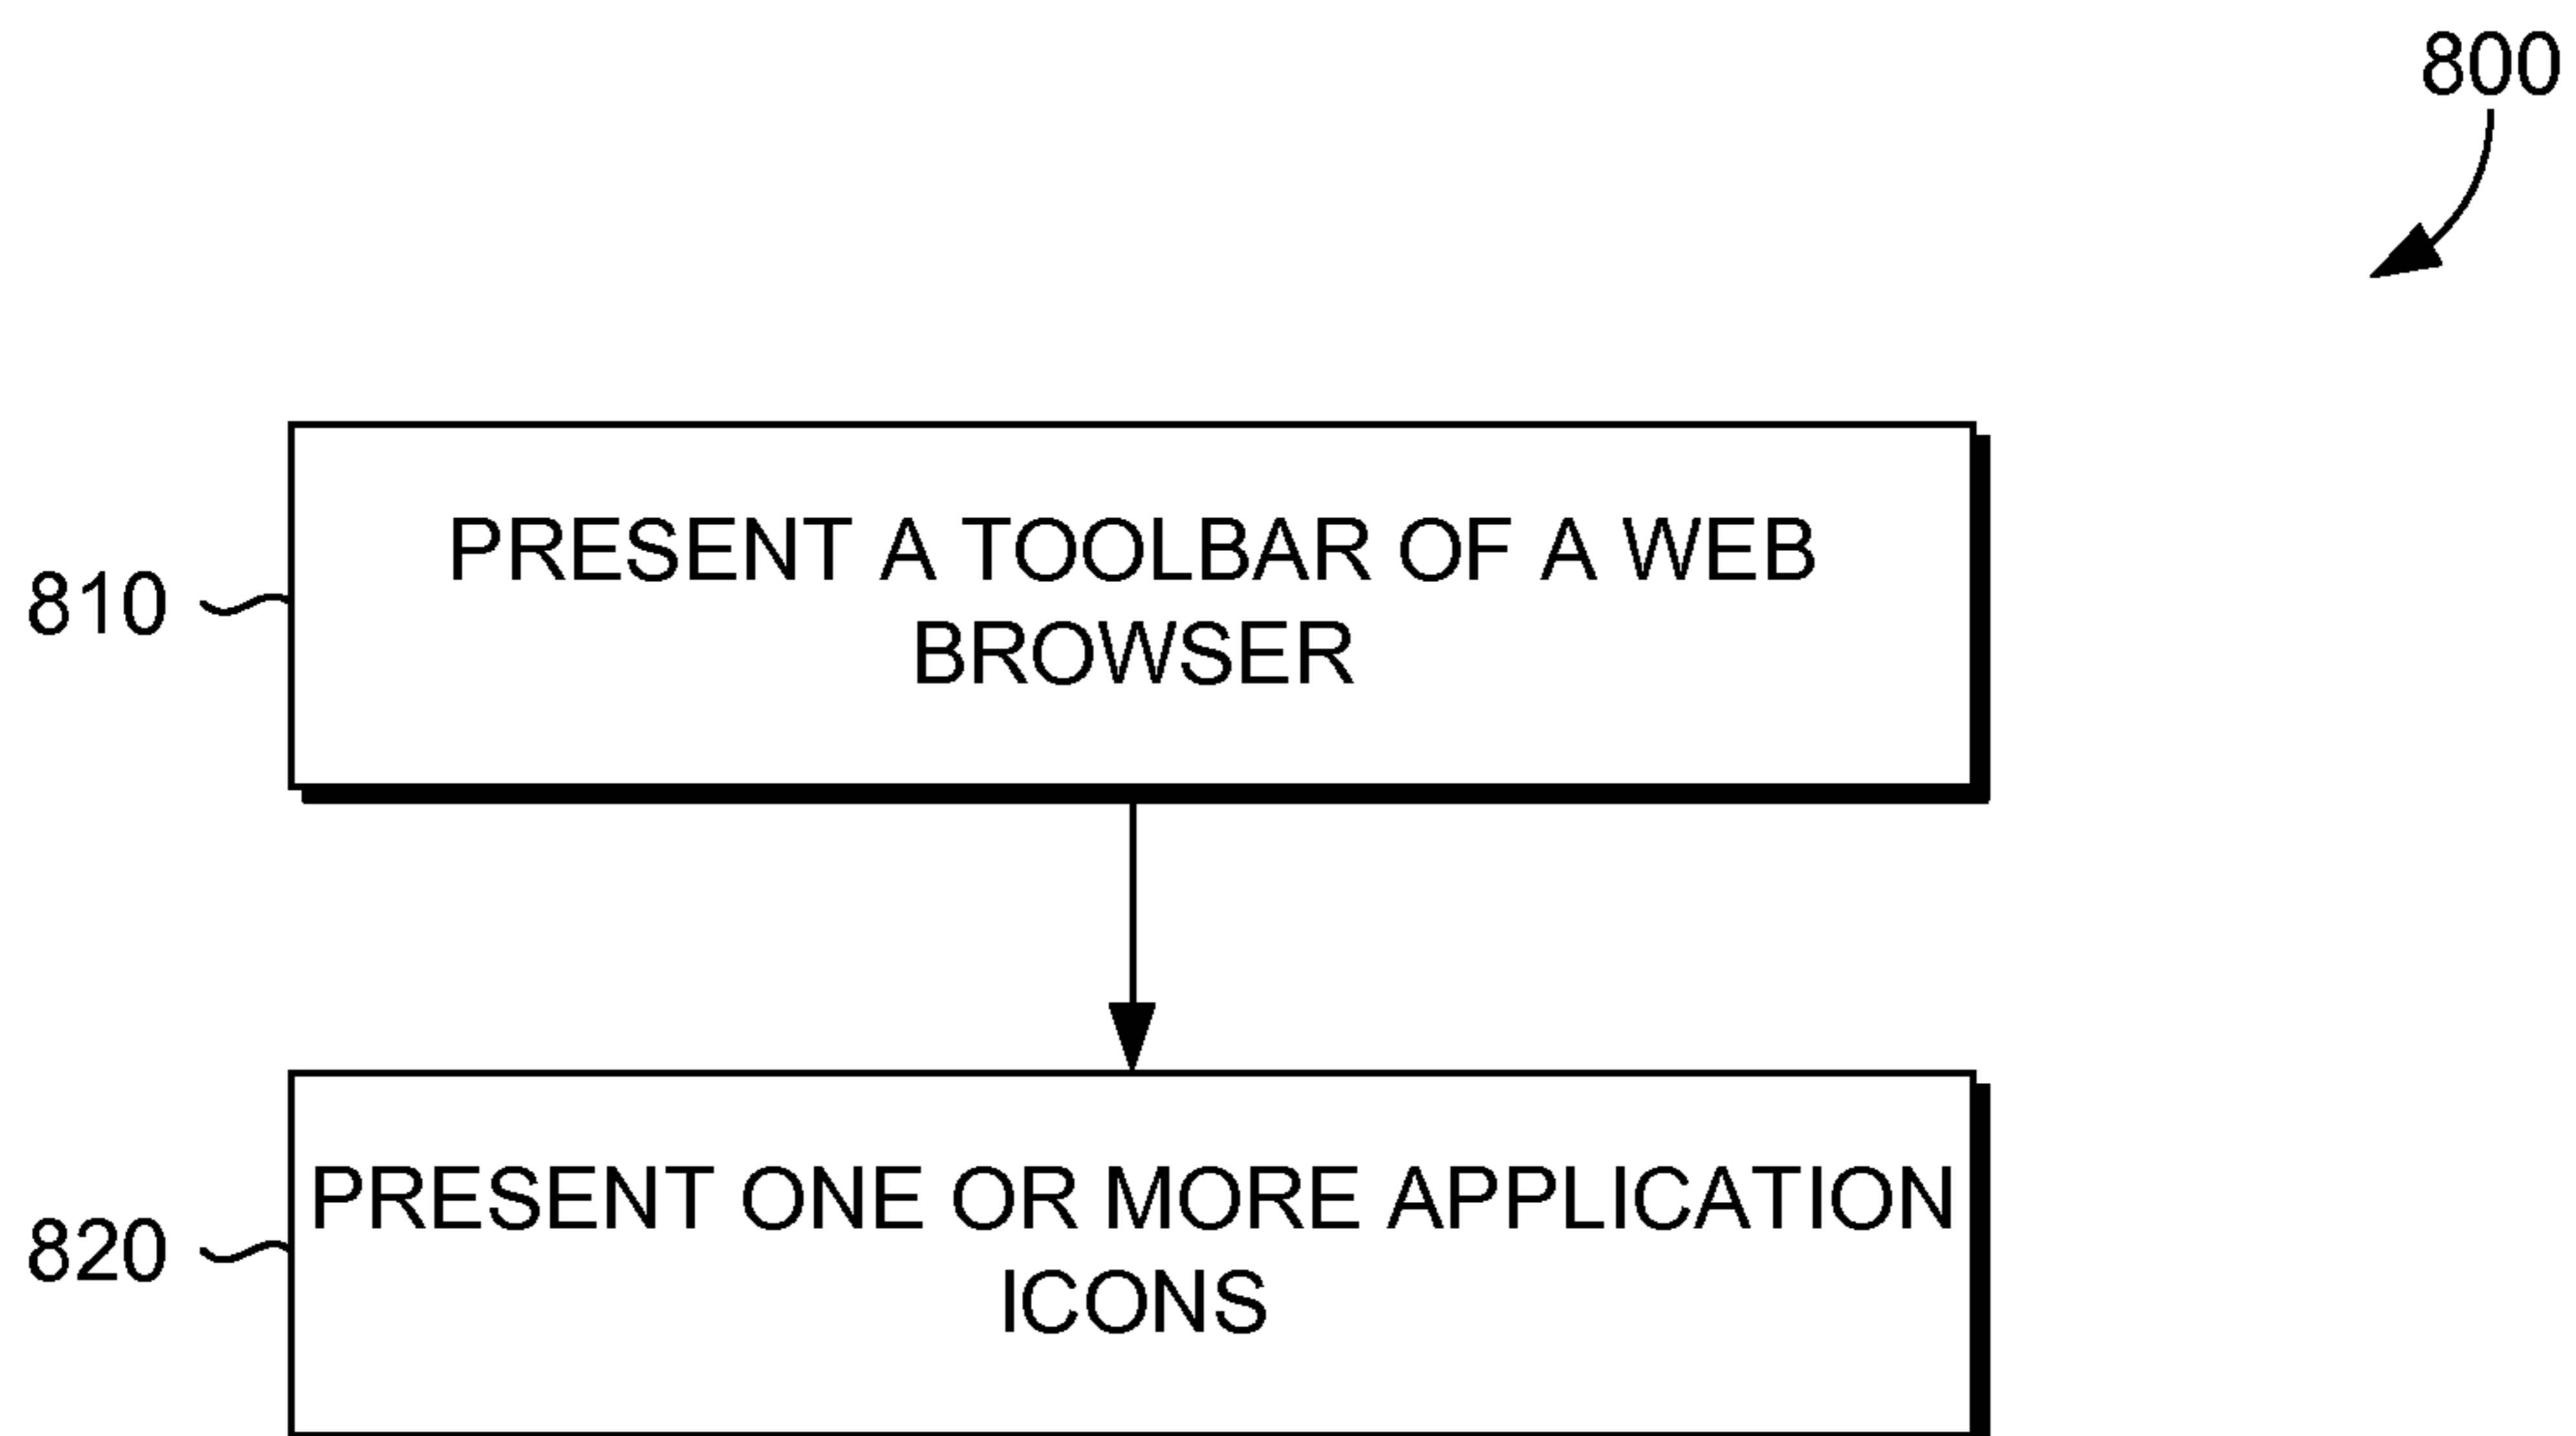 800
PRESENT A TOOLBAR OF A WEB
BROWSER
810
PRESENT ONE OR MORE APPLICATION
ICONS
820